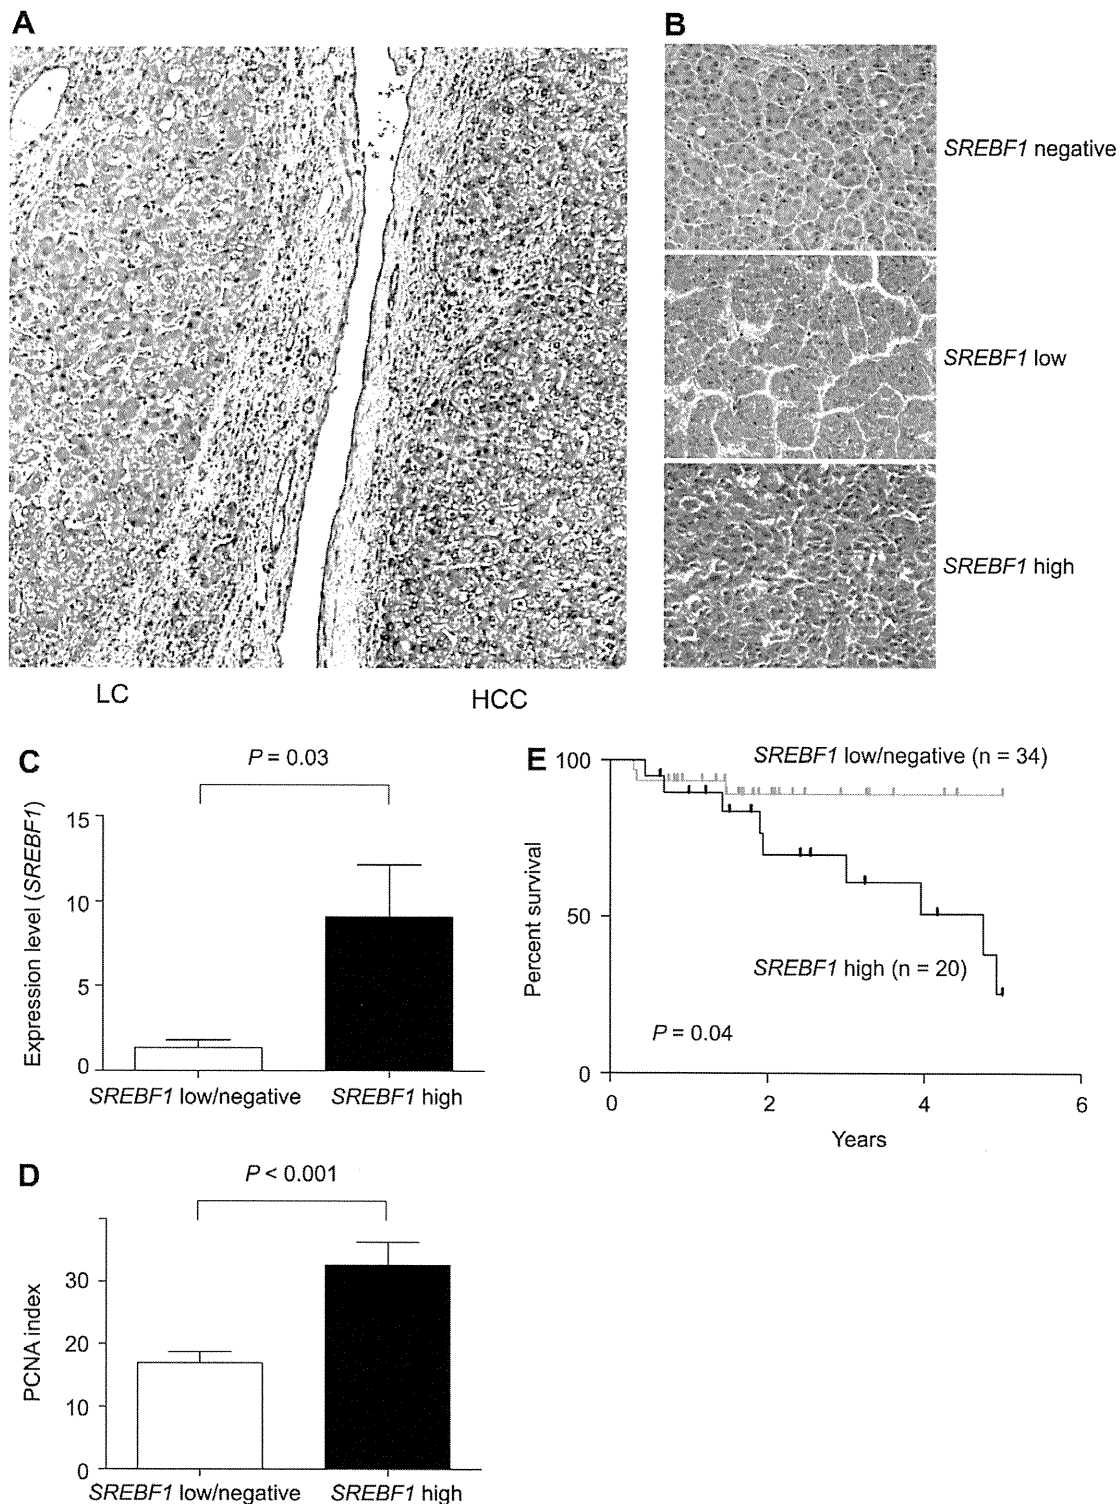 A
B
SREBF1 negative
SREBF1 low
SREBF1 high
LC
HCC
C
P = 0.03
Expression level (SREBF1)
15
10
5
0
SREBF1 low/negative
SREBF1 high
D
P < 0.001
PCNA index
30
20
10
0
SREBF1 low/negative
SREBF1 high
E
SREBF1 low/negative (n = 34)
Percent survival
100
50
0
SREBF1 high (n = 20)
P = 0.04
0
2
4
6
Years